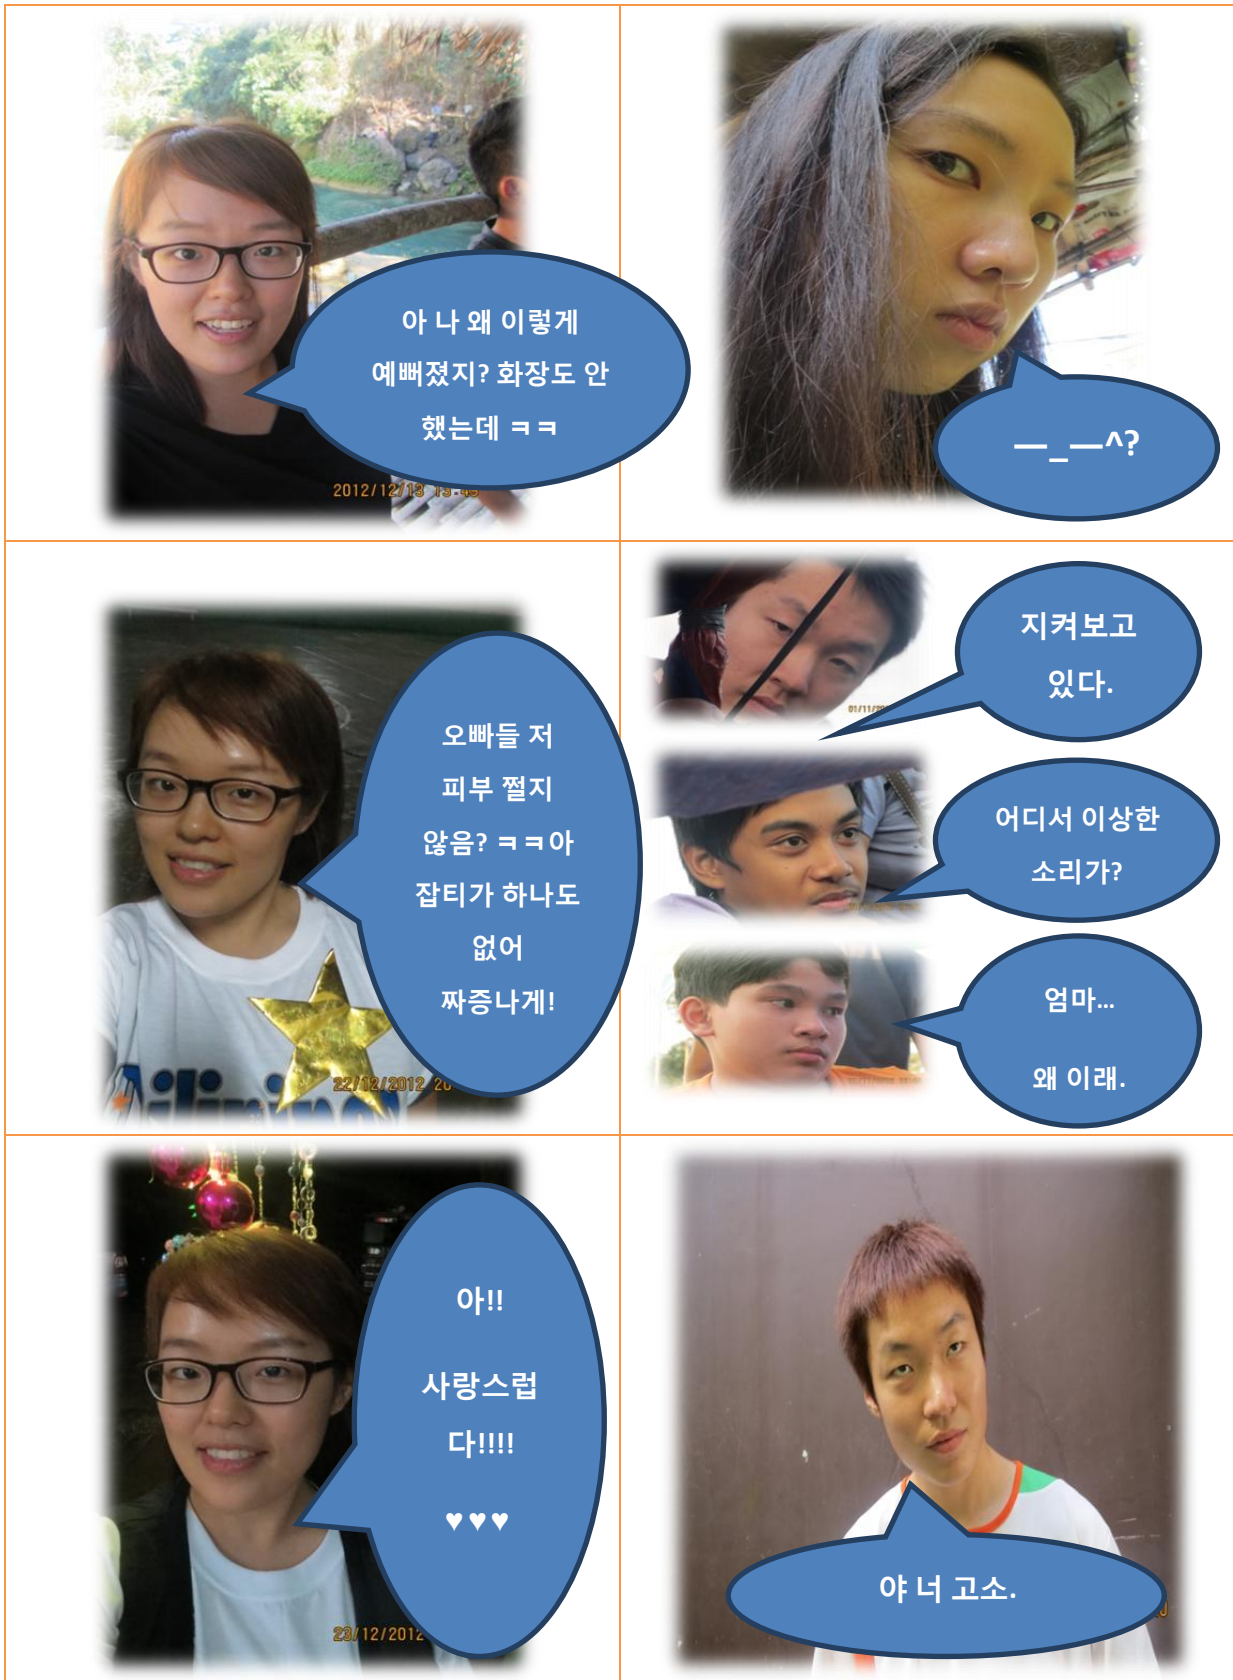 아 나 왜 이렇게
예뻐졌지? 화장도 안
했는데 ㅋㅋ
2012/12/13
ㅡ_ㅡ^?
오빠들 저
피부 쩔지
않음? ㅋㅋ아
잡티가 하나도
없어
짜증나게!
22/12/2012
지켜보고
있다.
어디서 이상한
소리가?
엄마...
왜 이래.
아!!
사랑스럽
다!!!!
♥♥♥
23/12/2012
야 너 고소.